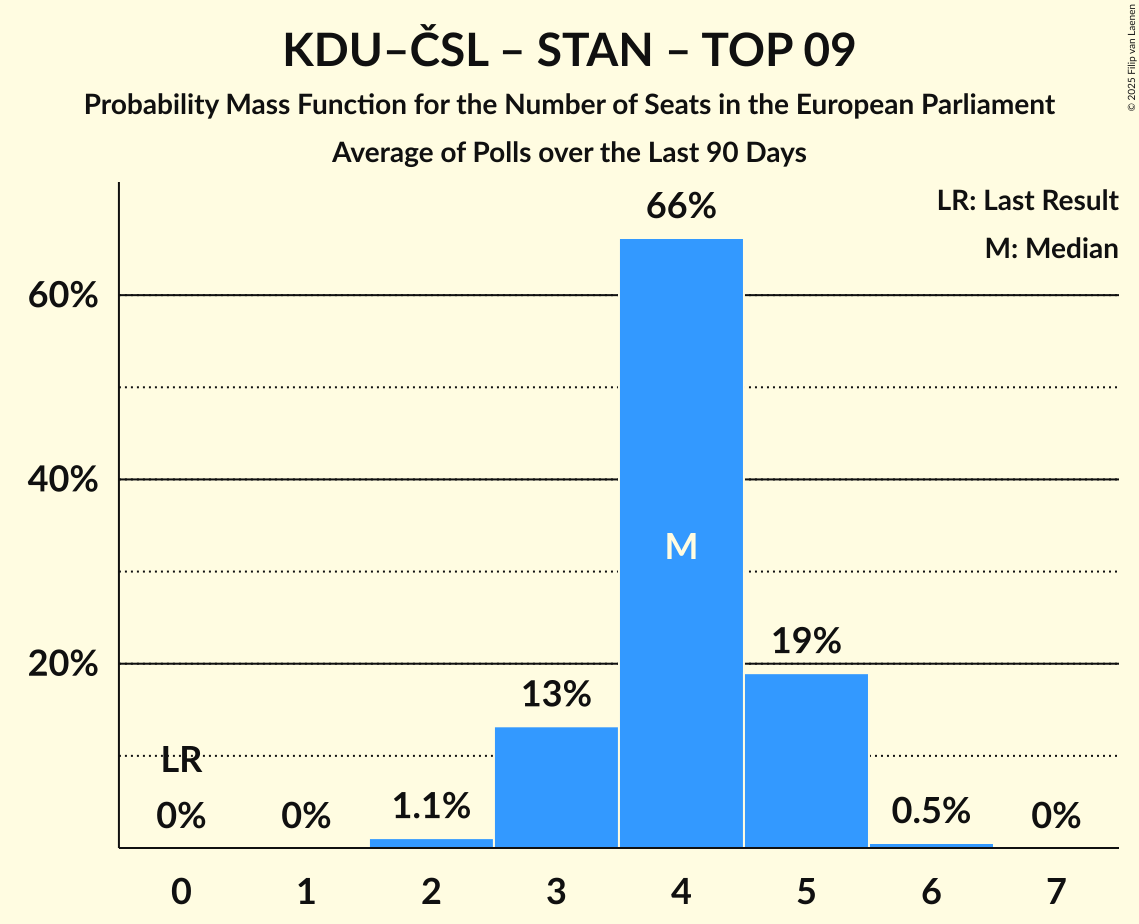 KDU–ČSL – STAN – TOP 09
Probability Mass Function for the Number of Seats in the European Parliament
Average of Polls over the Last 90 Days
© 2025 Filip van Laenen
LR: Last Result
M: Median
66%
60%
40%
M
19%
20%
13%
LR
0%
0%
1.1%
0.5%
0%
0 1 2 3 4 5 6 7